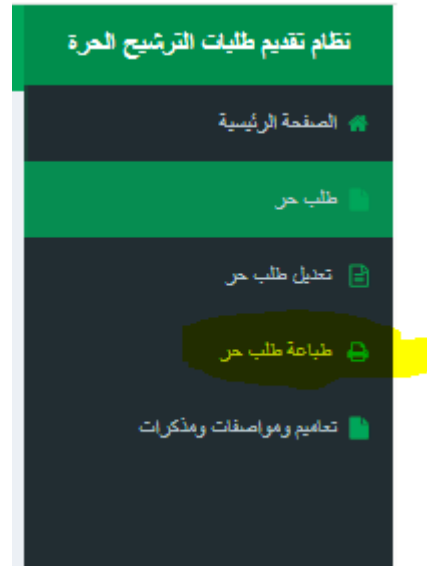 نظام تقديم طلبات الترشيح الحرة
الصفحة الرئيسية
طلب حر
تعديل طلب حر
طباعة طلب حر
تعاميم ومواصفات ومذكرات